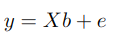 y = Xb + e